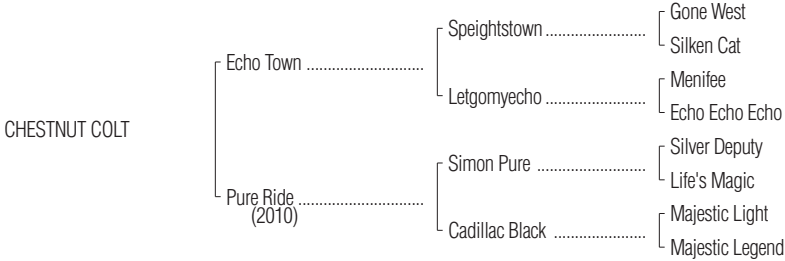 Gone West
Speightstown ........................
Silken Cat
Echo Town ............................
Menifee
Letgomyecho ........................
Echo Echo Echo
CHESTNUT COLT
Silver Deputy
Simon Pure ..........................
Life's Magic
Pure Ride ..............................
(2010)
Majestic Light
Cadillac Black ......................
Majestic Legend